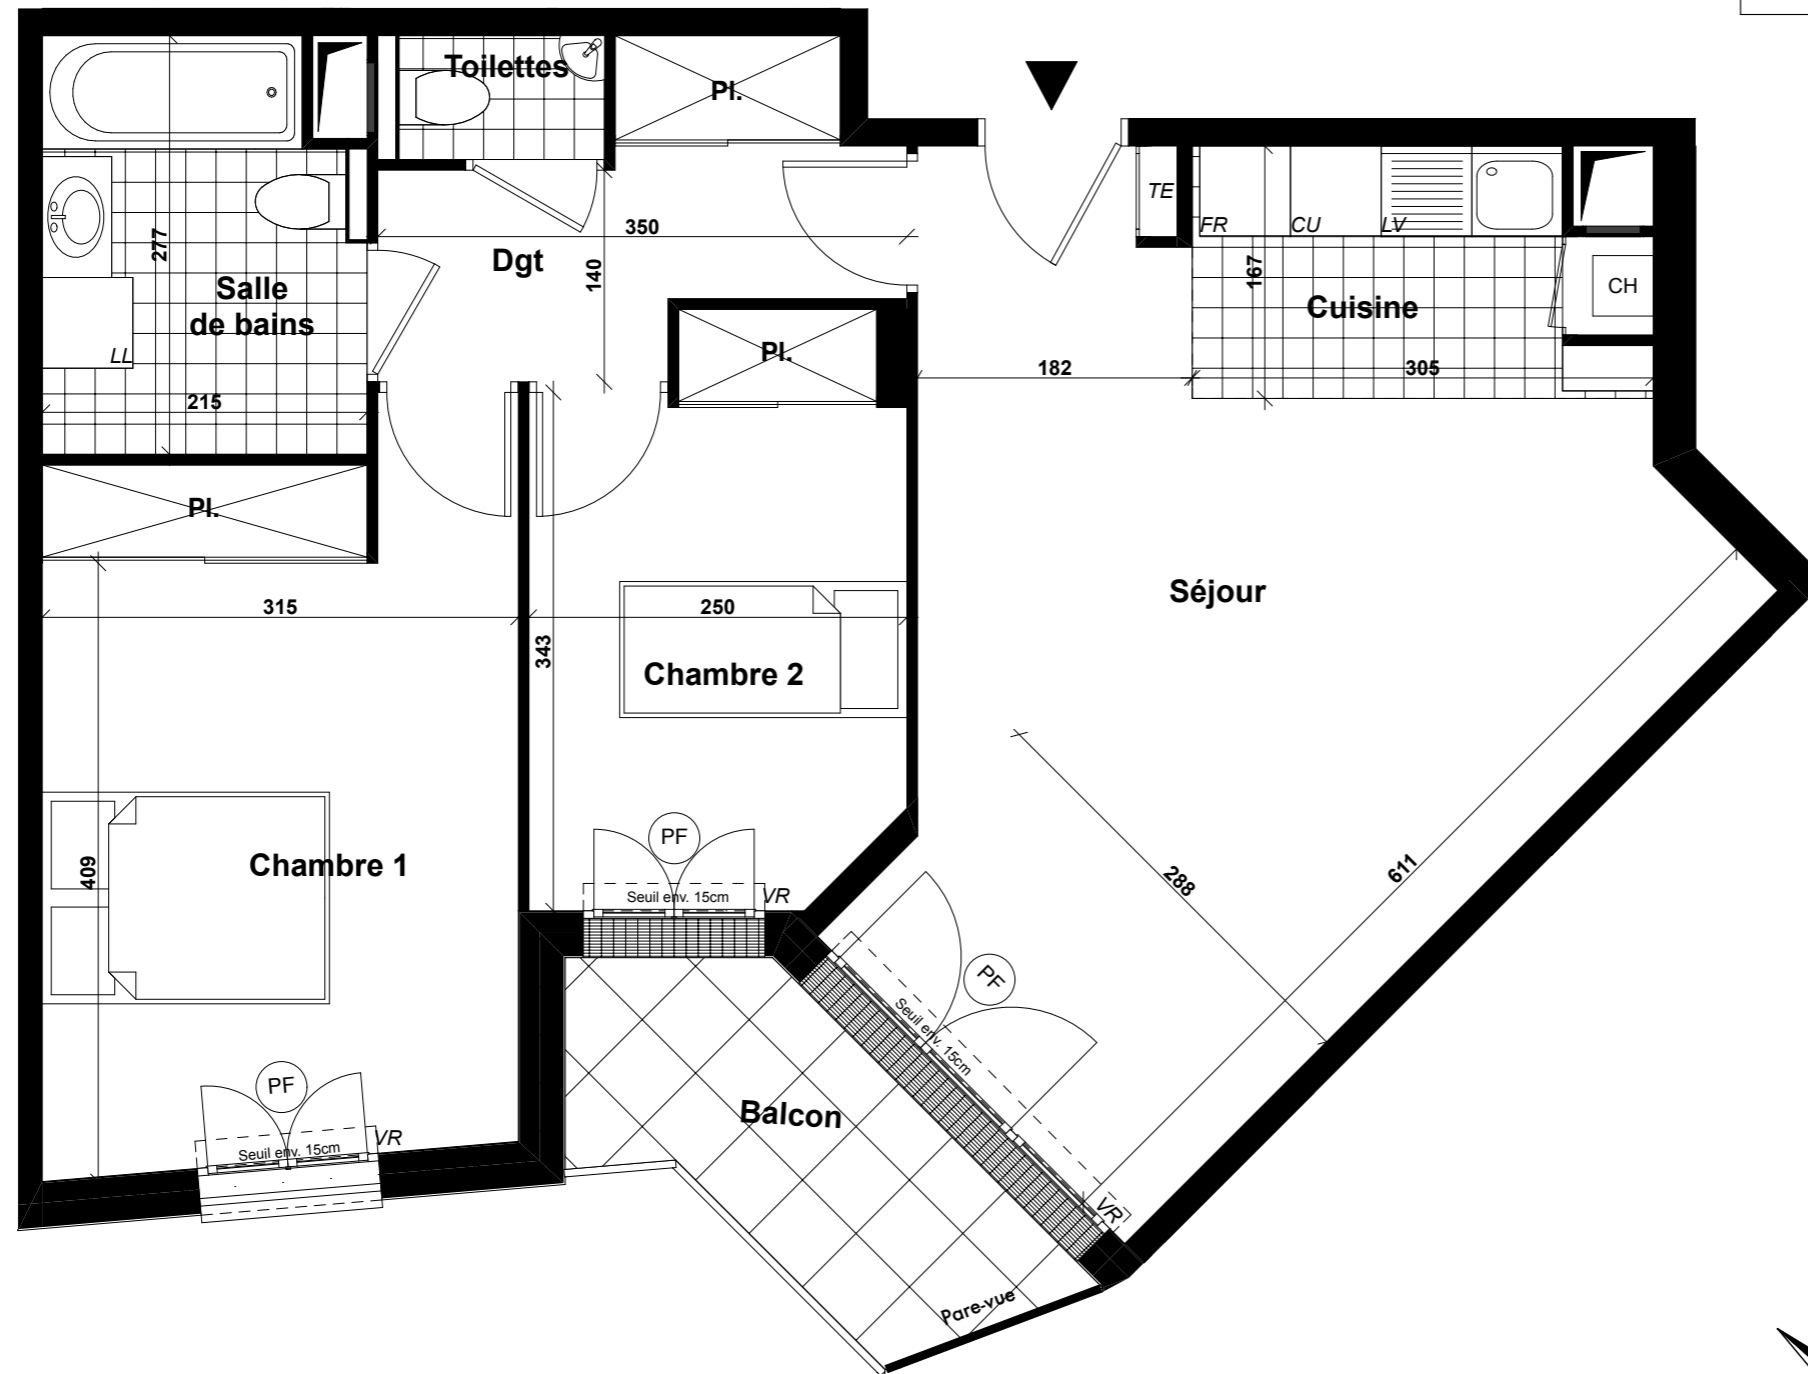 Toilettes
Pl.
TE
FR
CU
LV
350
Dgt
277
140
167
Salle
de bains
Cuisine
CH
LL
Pl.
182
305
215
Pl.
Séjour
315
250
343
Chambre 2
PF
Seuil env. 15cm
VR
409
Chambre 1
288
611
PF
Seuil env. 15cm
VR
PF
Seuil env. 15cm
VR
Balcon
Pare-vue